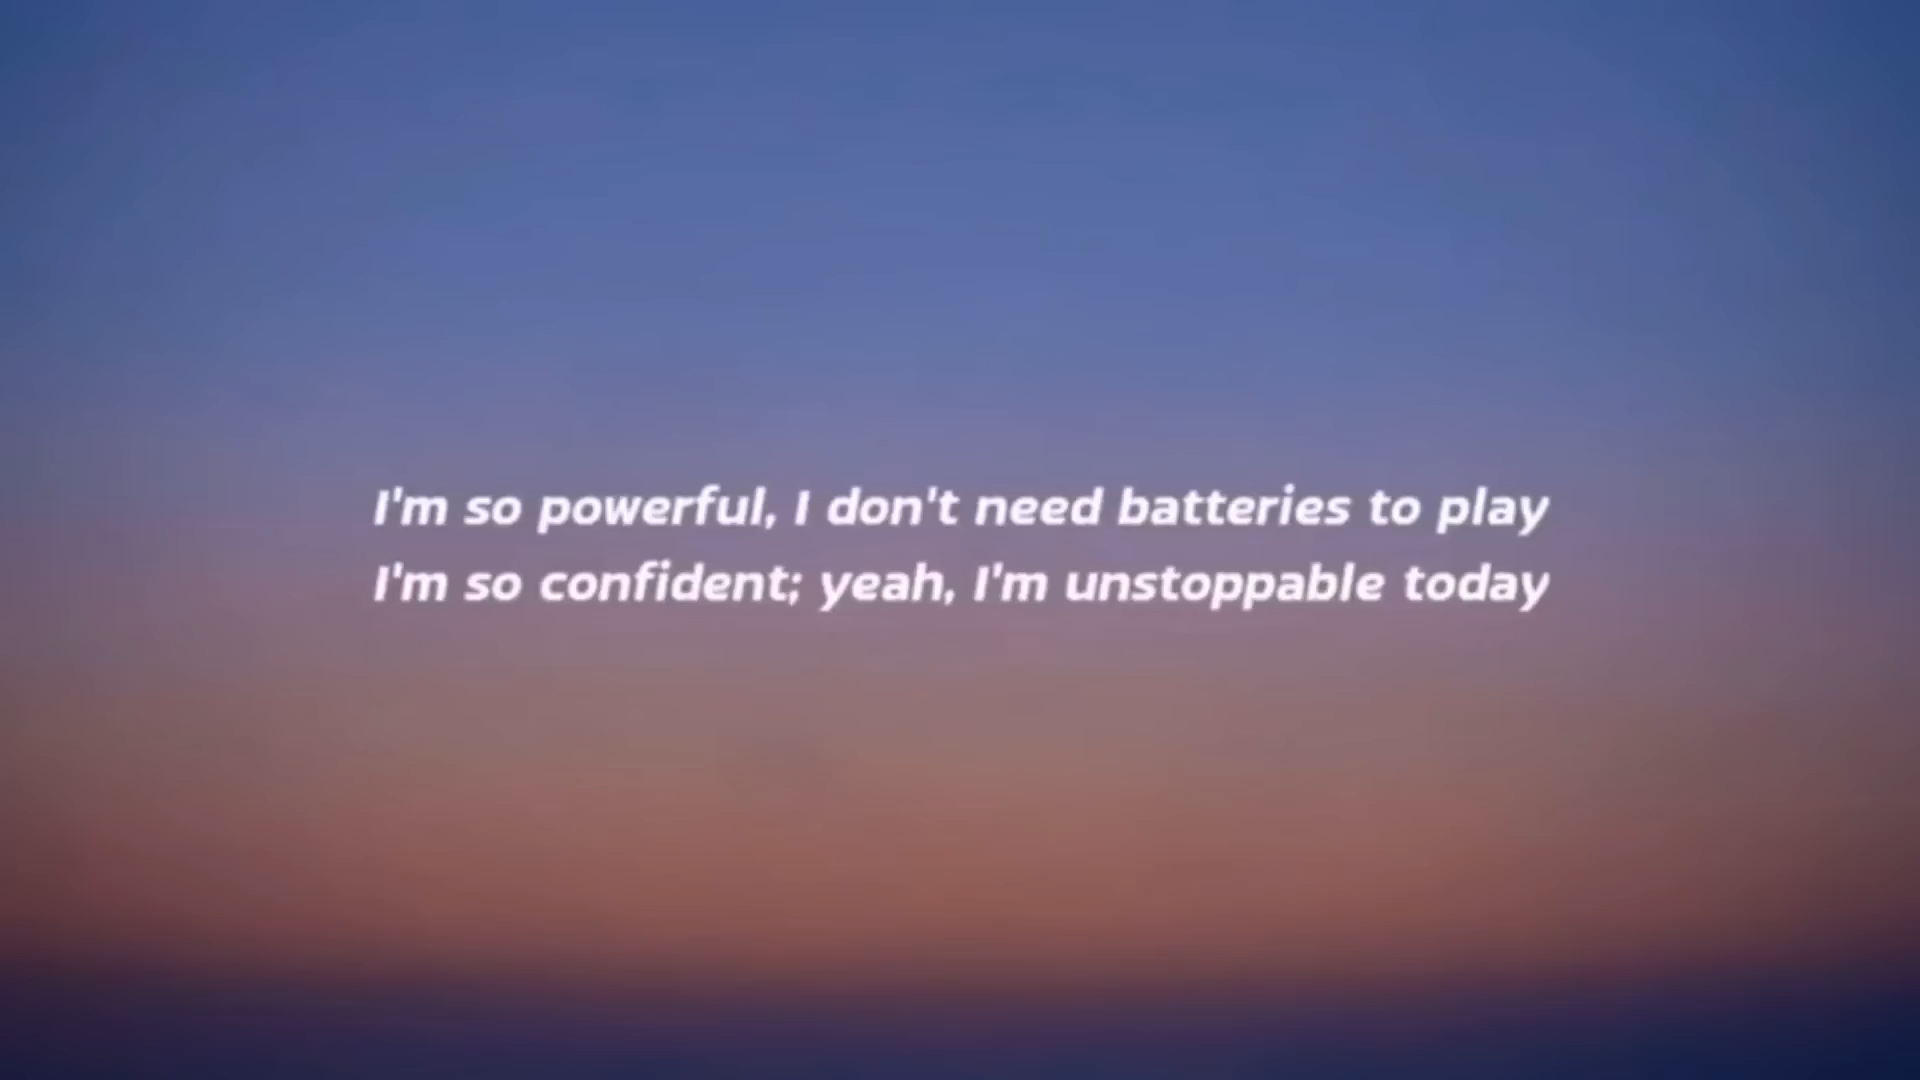 I'm so powerful, I don't need batteries to play
I'm so confident; yeah, I'm unstoppable today